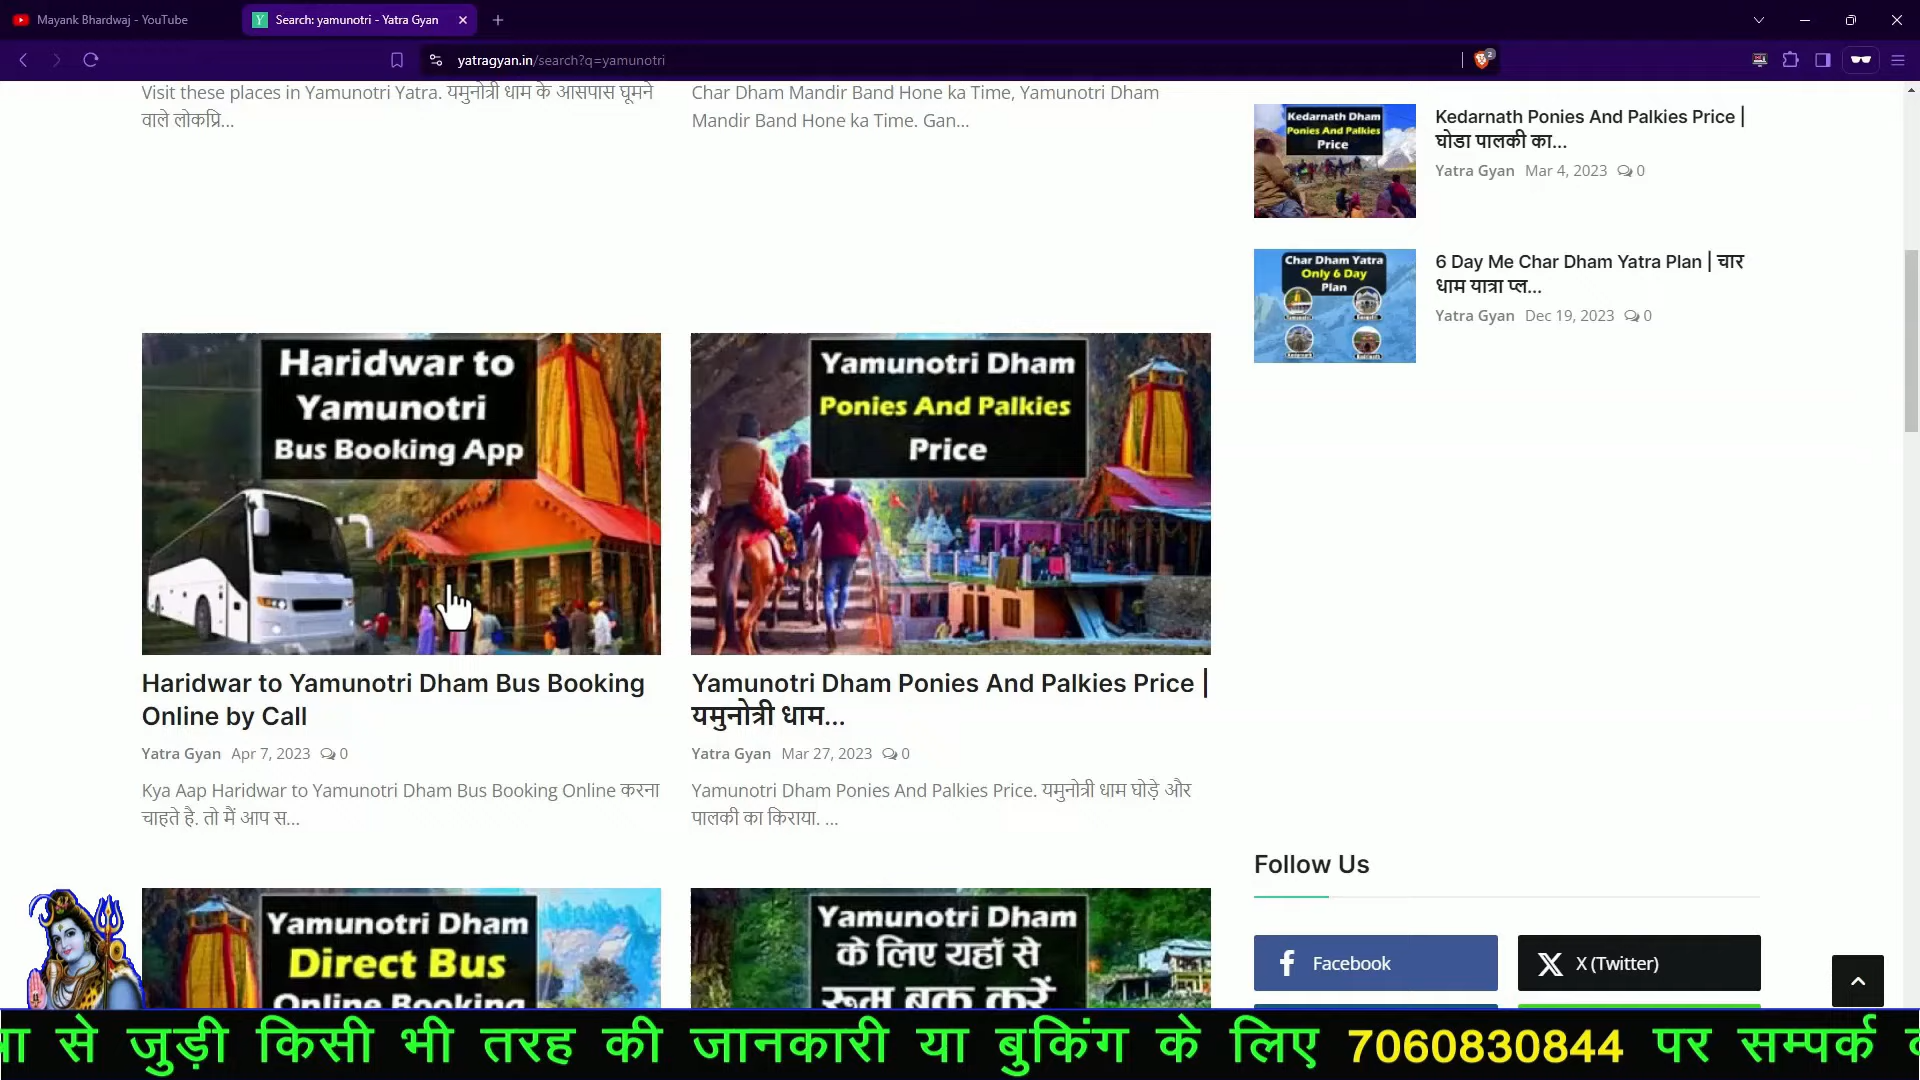 Mayank Bhardwaj - YouTube
Search: yamunotri - Yatra Gyan
yatragyan.in/search?q=yamunotri
2
Visit these places in Yamunotri Yatra. यमुनोत्री धाम के आसपास घूमने
वाले लोकप्रि...
Char Dham Mandir Band Hone ka Time, Yamunotri Dham
Mandir Band Hone ka Time. Gan...
Kedarnath Dham
Ponies And Palkies
Price
Kedarnath Ponies And Palkies Price |
घोडा पालकी का...
Yatra Gyan Mar 4, 2023 0
Char Dham Yatra
Only 6 Day
Plan
6 Day Me Char Dham Yatra Plan | चार
धाम यात्रा प्ल...
Yatra Gyan Dec 19, 2023 0
Haridwar to
Yamunotri
Bus Booking App
Haridwar to Yamunotri Dham Bus Booking
Online by Call
Yatra Gyan Apr 7, 2023 0
Kya Aap Haridwar to Yamunotri Dham Bus Booking Online करना
चाहते है. तो मैं आप स...
Yamunotri Dham
Ponies And Palkies
Price
Yamunotri Dham Ponies And Palkies Price |
यमुनोत्री धाम...
Yatra Gyan Mar 27, 2023 0
Yamunotri Dham Ponies And Palkies Price. यमुनोत्री धाम घोड़े और
पालकी का किराया. ...
Yamunotri Dham
Direct Bus
Online Booking
Yamunotri Dham
के लिए यहाँ से
रूम बुक करें
Follow Us
Facebook
X (Twitter)
से जुड़ी किसी भी तरह की जानकारी या बुकिंग के लिए 7060830844 पर सम्पर्क